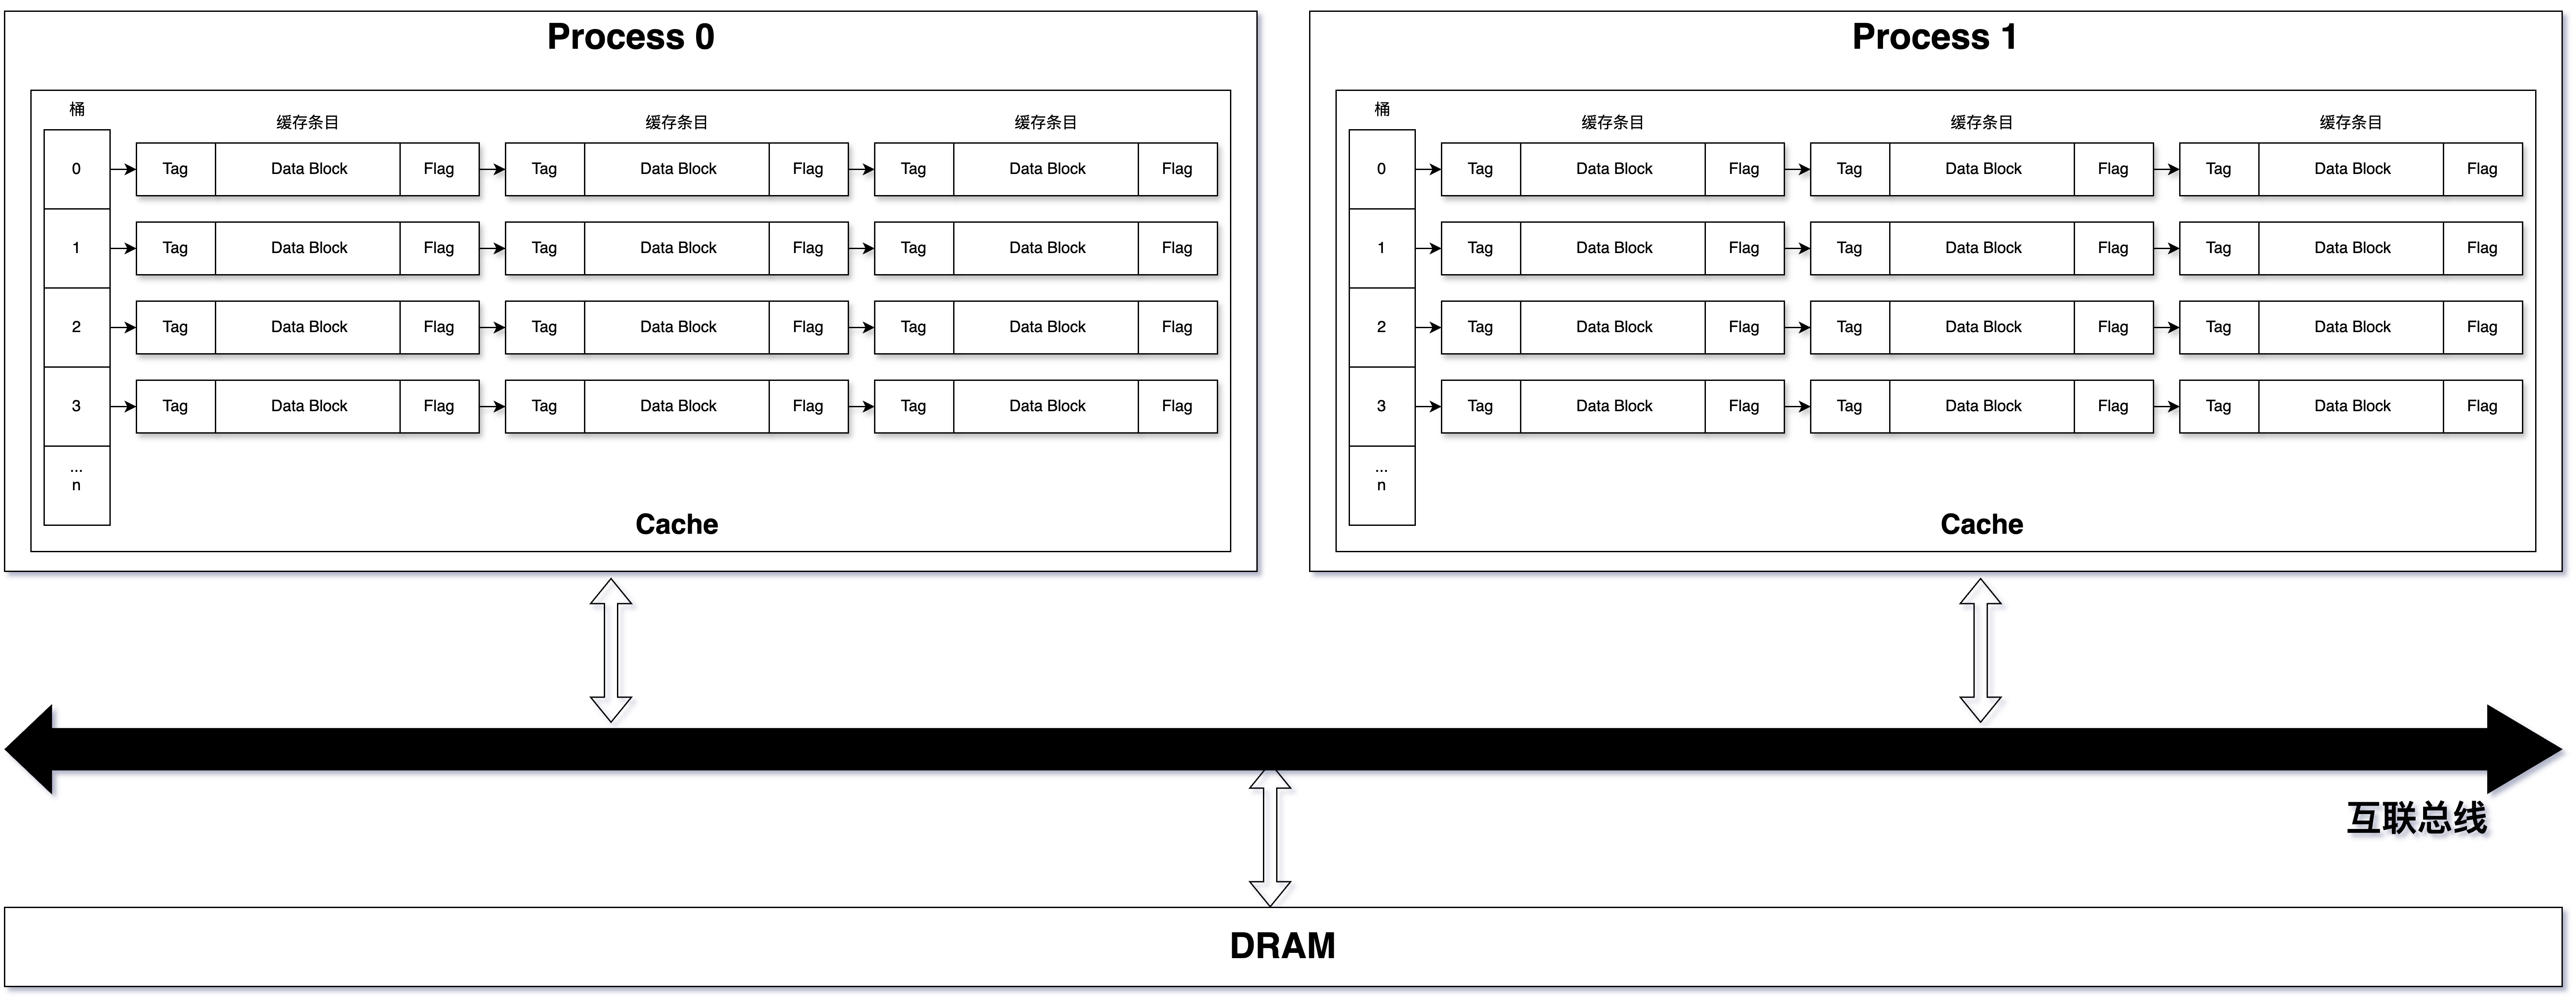 Process 0
桶
缓存条目 缓存条目 缓存条目
0 Tag Data Block Flag Tag Data Block Flag Tag Data Block Flag
1 Tag Data Block Flag Tag Data Block Flag Tag Data Block Flag
2 Tag Data Block Flag Tag Data Block Flag Tag Data Block Flag
3 Tag Data Block Flag Tag Data Block Flag Tag Data Block Flag
...
n
Cache
Process 1
桶
缓存条目 缓存条目 缓存条目
0 Tag Data Block Flag Tag Data Block Flag Tag Data Block Flag
1 Tag Data Block Flag Tag Data Block Flag Tag Data Block Flag
2 Tag Data Block Flag Tag Data Block Flag Tag Data Block Flag
3 Tag Data Block Flag Tag Data Block Flag Tag Data Block Flag
...
n
Cache
互联总线
DRAM